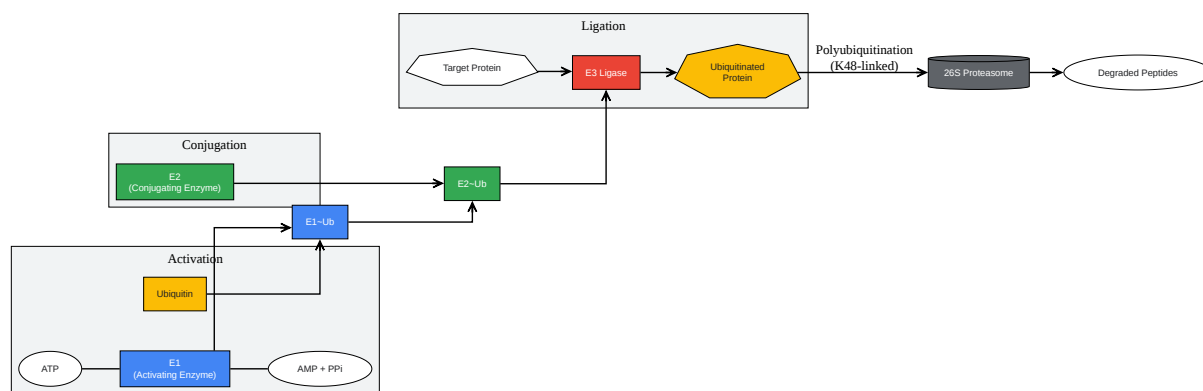 Ligation
Target Protein
E3 Ligase
Ubiquitinated
Protein
Polyubiquitination
(K48-linked)
26S Proteasome
Degraded Peptides
Conjugation
E2
(Conjugating Enzyme)
E2~Ub
E1~Ub
Activation
Ubiquitin
ATP
E1
(Activating Enzyme)
AMP + PPi